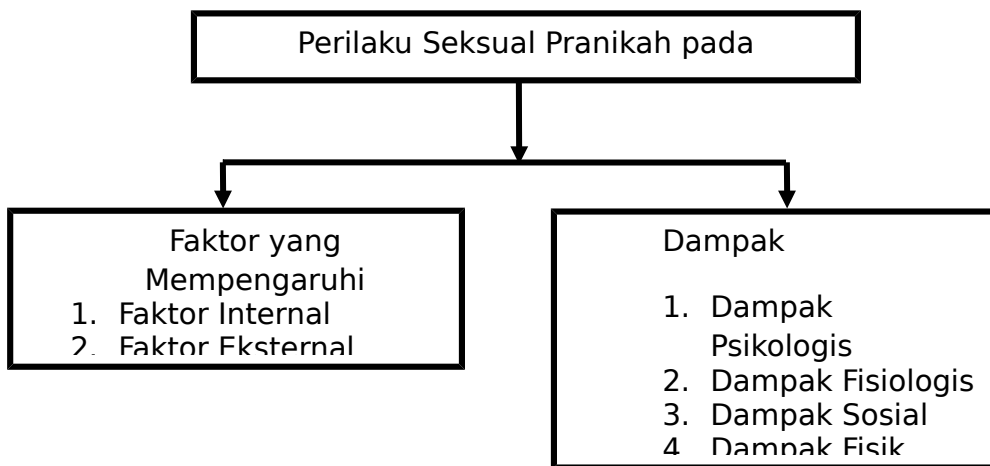 Perilaku Seksual Pranikah pada
Faktor yang
Mempengaruhi
1. Faktor Internal
2. Faktor Eksternal
Dampak
1. Dampak
Psikologis
2. Dampak Fisiologis
3. Dampak Sosial
4 Dampak Fisik